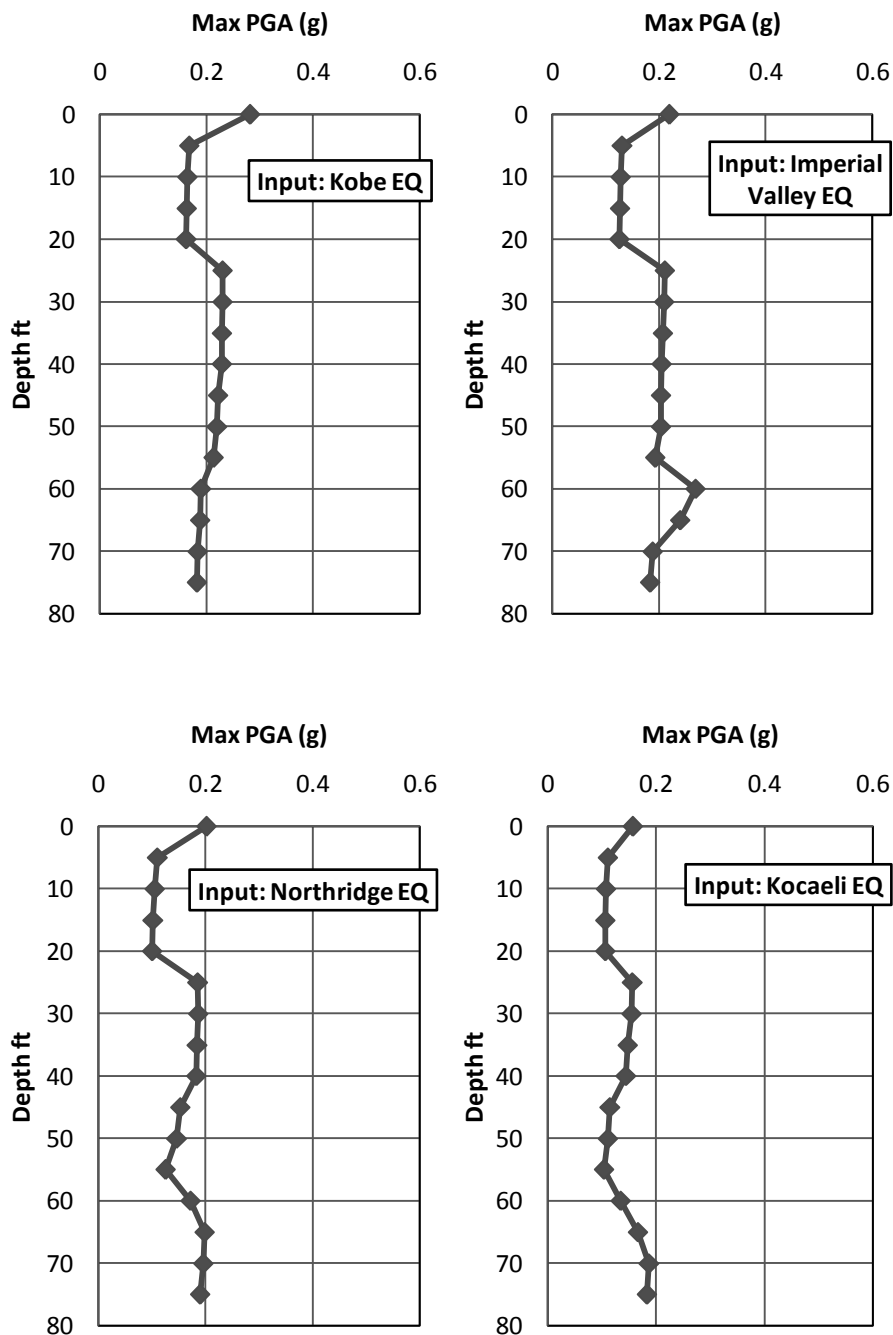 Max PGA (g)
0 0.2 0.4 0.6
0
10
20
30
40
50
60
70
80
Depth ft
Input: Kobe EQ
Max PGA (g)
0 0.2 0.4 0.6
0
10
20
30
40
50
60
70
80
Depth ft
Input: Imperial
Valley EQ
Max PGA (g)
0 0.2 0.4 0.6
0
10
20
30
40
50
60
70
80
Depth ft
Input: Northridge EQ
Max PGA (g)
0 0.2 0.4 0.6
0
10
20
30
40
50
60
70
80
Depth ft
Input: Kocaeli EQ